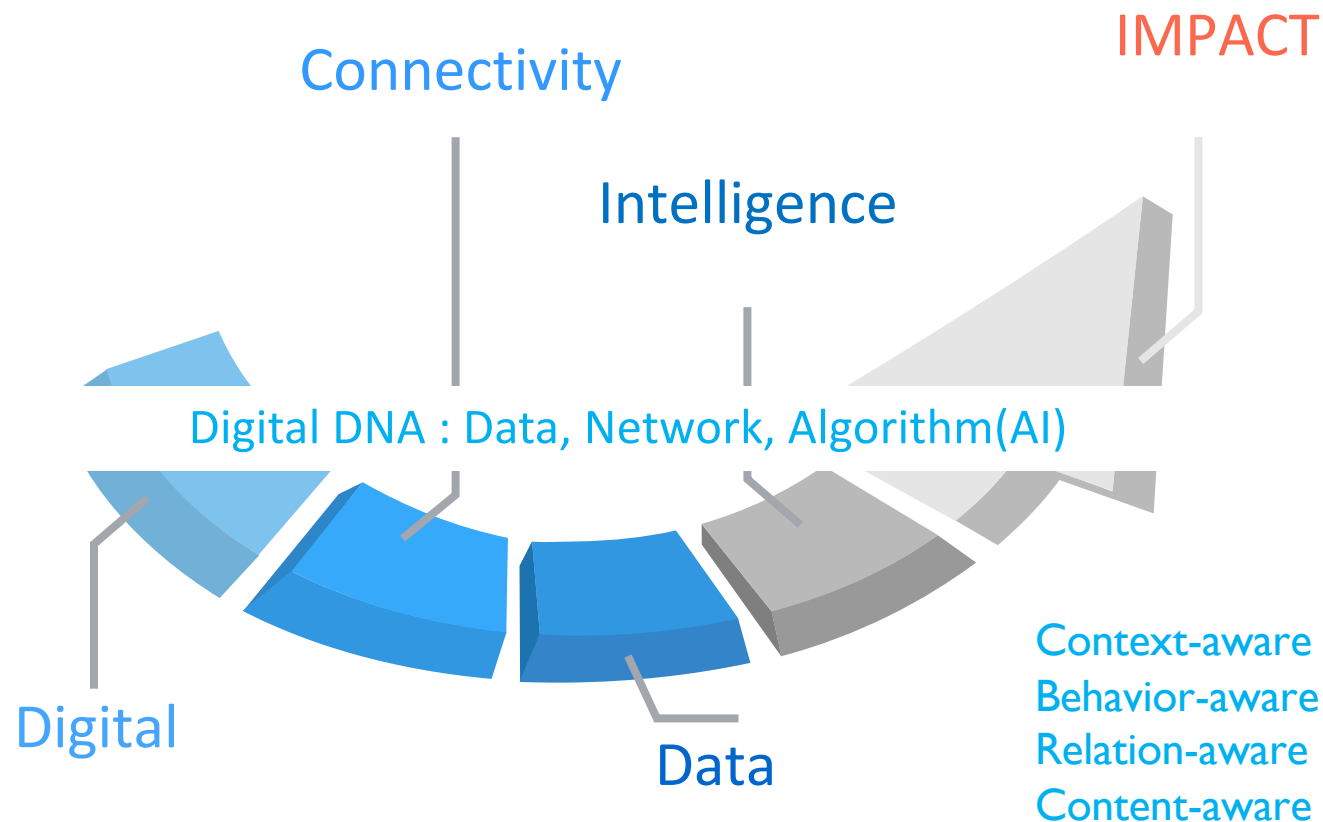 IMPACT
Connectivity
Intelligence
Digital DNA : Data, Network, Algorithm(AI)
Digital
Data
Context-aware
Behavior-aware
Relation-aware
Content-aware